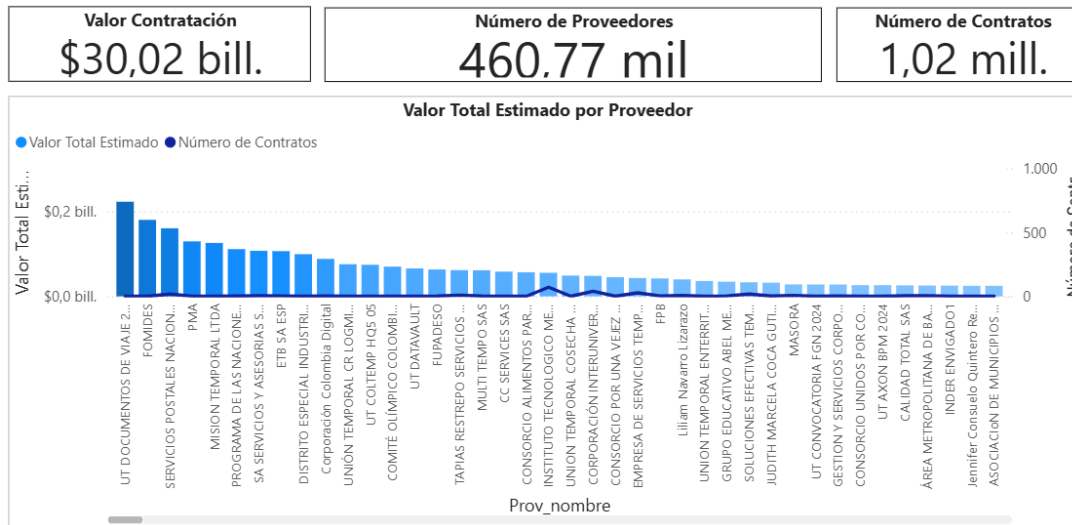 Valor Contratación
$30,02 bill.
Número de Proveedores
460,77 mil
Número de Contratos
1,02 mill.
Valor Total Estimado por Proveedor
Valor Total Estimado
Número de Contratos
Valor Total Esti...
$0,2 bill.
$0,0 bill.
1.000
500
0
Número de Contr...
UT DOCUMENTOS DE VIAJE 2...
FOMIDES
SERVICIOS POSTALES NACION...
PMA
MISION TEMPORAL LTDA
PROGRAMA DE LAS NACIONE...
SA SERVICIOS Y ASESORIAS S...
ETB SA ESP
DISTRITO ESPECIAL INDUSTRI...
Corporación Colombia Digital
UNIÓN TEMPORAL CR LOGMI...
UT COLTEMP HQ5 05
COMITÉ OLÍMPICO COLOMBI...
UT DATAVAULT
FUPADESO
TAPIAS RESTREPO SERVICIOS ...
MULTI TEMPO SAS
CC SERVICES SAS
CONSORCIO ALIMENTOS PAR...
INSTITUTO TECNOLOGICO ME...
UNION TEMPORAL COSECHA ...
CORPORACIÓN INTERUNIVER...
CONSORCIO POR UNA VEJEZ ...
EMPRESA DE SERVICIOS TEMP...
FPB
Liliam Navarro Lizarazo
UNION TEMPORAL ENTERRIT...
GRUPO EDUCATIVO ABEL ME...
SOLUCIONES EFECTIVAS TEM...
JUDITH MARCELA COCA GUTI...
MASORA
UT CONVOCATORIA FGN 2024
GESTION Y SERVICIOS CORPO...
CONSORCIO UNIDOS POR CO...
UT AXON BPM 2024
CALIDAD TOTAL SAS
ÁREA METROPOLITANA DE BA...
INDER ENVIGADO1
Jennifer Consuelo Quintero Re...
ASOCIACIoN DE MUNICIPIOS ...
Prov_nombre